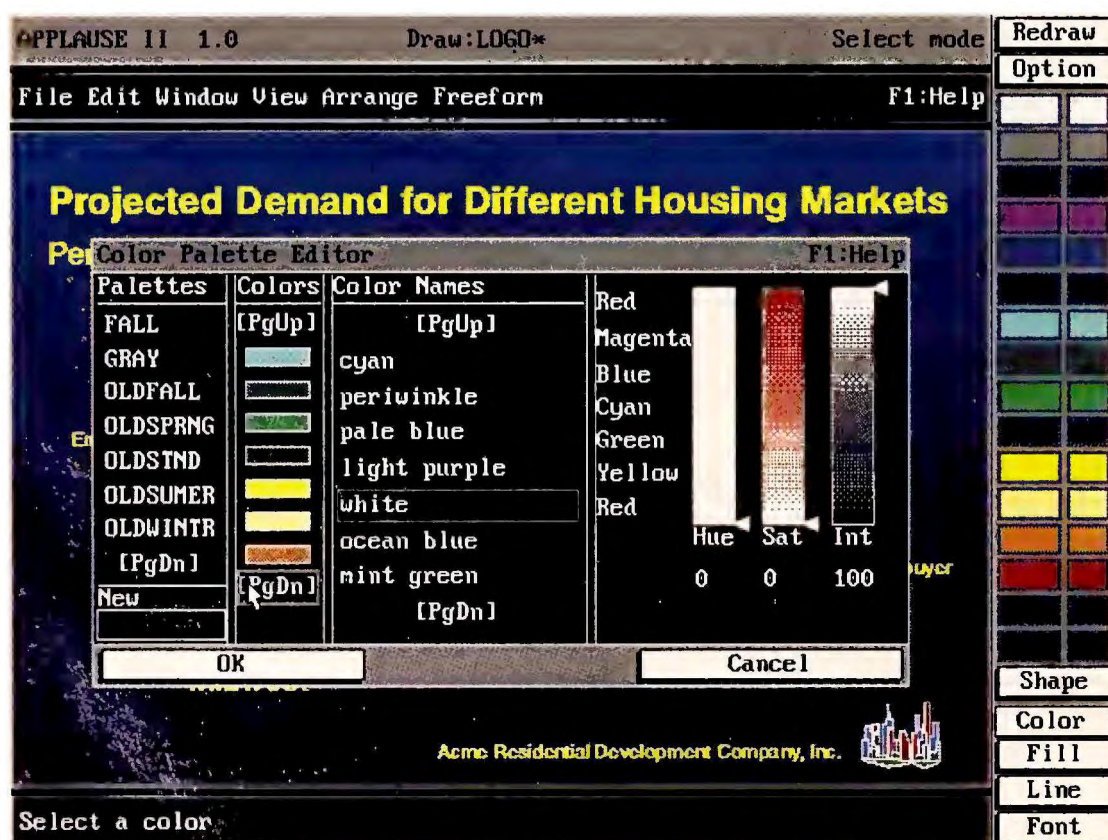 APPLAUSE II 1.0 Draw:LOGO* Select mode
File Edit Window View Arrange Freeform F1:Help
Redraw
Option
Projected Demand for Different Housing Markets
Color Palette Editor F1:Help
Palettes
FALL
GRAY
OLDFALL
OLDSPRNG
OLDSTND
OLDSUMER
OLDWINTR
[PgDn]
New
Colors
[PgUp]
[PgDn]
Color Names
[PgUp]
cyan
periwinkle
pale blue
light purple
white
ocean blue
mint green
[PgDn]
Red
Magenta
Blue
Cyan
Green
Yellow
Red
Hue Sat Int
0 0 100
OK Cancel
Acme Residential Development Company, Inc.
Select a color
Shape
Color
Fill
Line
Font